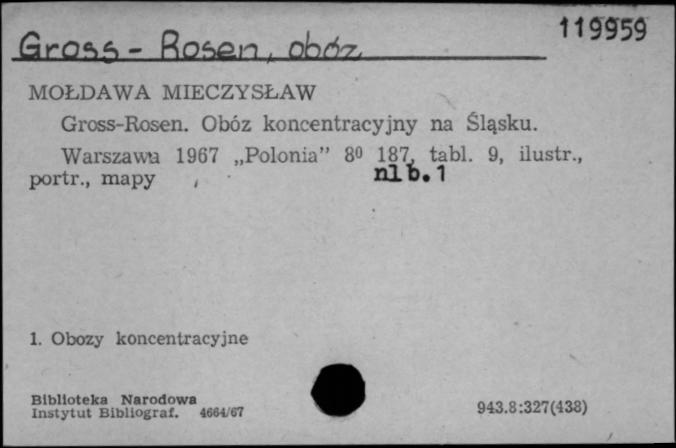 119959
Gross - Rosen, obóz
MOŁDAWA MIECZYSŁAW
Gross-Rosen. Obóz koncentracyjny na Śląsku.
Warszawa 1967 „Polonia” 8⁰ 187, tabl. 9, ilustr.,
portr., mapy nlb. 1
1. Obozy koncentracyjne
Biblioteka Narodowa
Instytut Bibliograf. 4664/67
943.8:327(438)